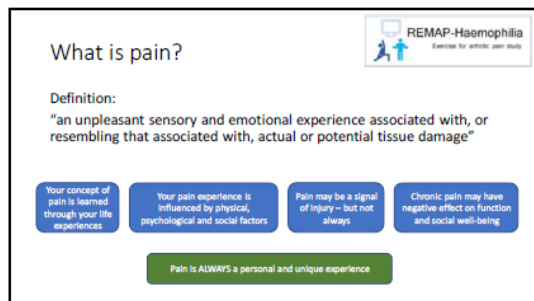 REMAP-Haemophilia
Exercise for arthritic pain study
What is pain?
Definition:
“an unpleasant sensory and emotional experience associated with, or
resembling that associated with, actual or potential tissue damage”
Your concept of
pain is learned
through your life
experiences
Your pain experience is
influenced by physical,
psychological and social factors
Pain may be a signal
of injury – but not
always
Chronic pain may have
negative effect on function
and social well-being
Pain is ALWAYS a personal and unique experience